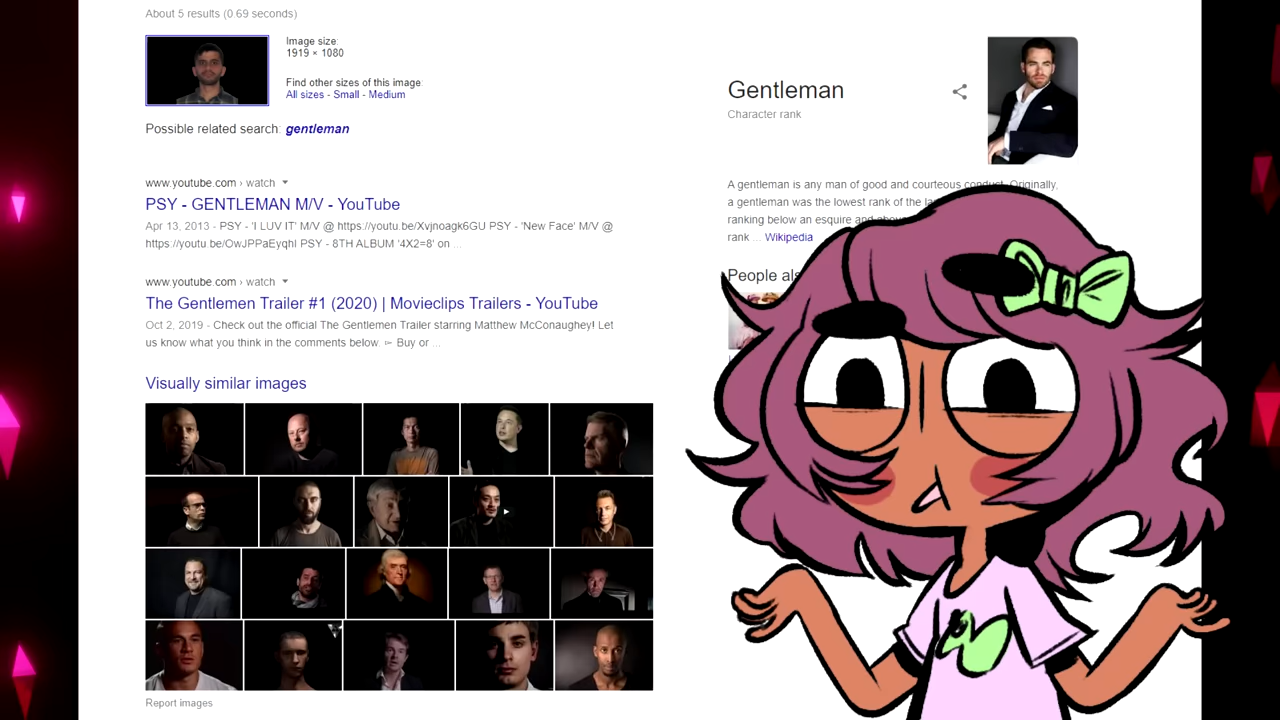 About 5 results (0.69 seconds)
Image size:
1919 × 1080
Find other sizes of this image:
All sizes - Small - Medium
Possible related search: gentleman
www.youtube.com › watch
PSY - GENTLEMAN M/V - YouTube
Apr 13, 2013 - PSY - 'I LUV IT' M/V @ https://youtu.be/Xvjnoagk6GU PSY - 'New Face' M/V @
https://youtu.be/OwJPPaEyqhI PSY - 8TH ALBUM '4X2=8' on ...
www.youtube.com › watch
The Gentlemen Trailer #1 (2020) | Movieclips Trailers - YouTube
Oct 2, 2019 - Check out the official The Gentlemen Trailer starring Matthew McConaughey! Let
us know what you think in the comments below. ▻ Buy or ...
Visually similar images
Report images
Gentleman
Character rank
A gentleman is any man of good and courteous conduct. Originally,
a gentleman was the lowest rank of the
ranking below an esquire and above
rank ... Wikipedia
People als